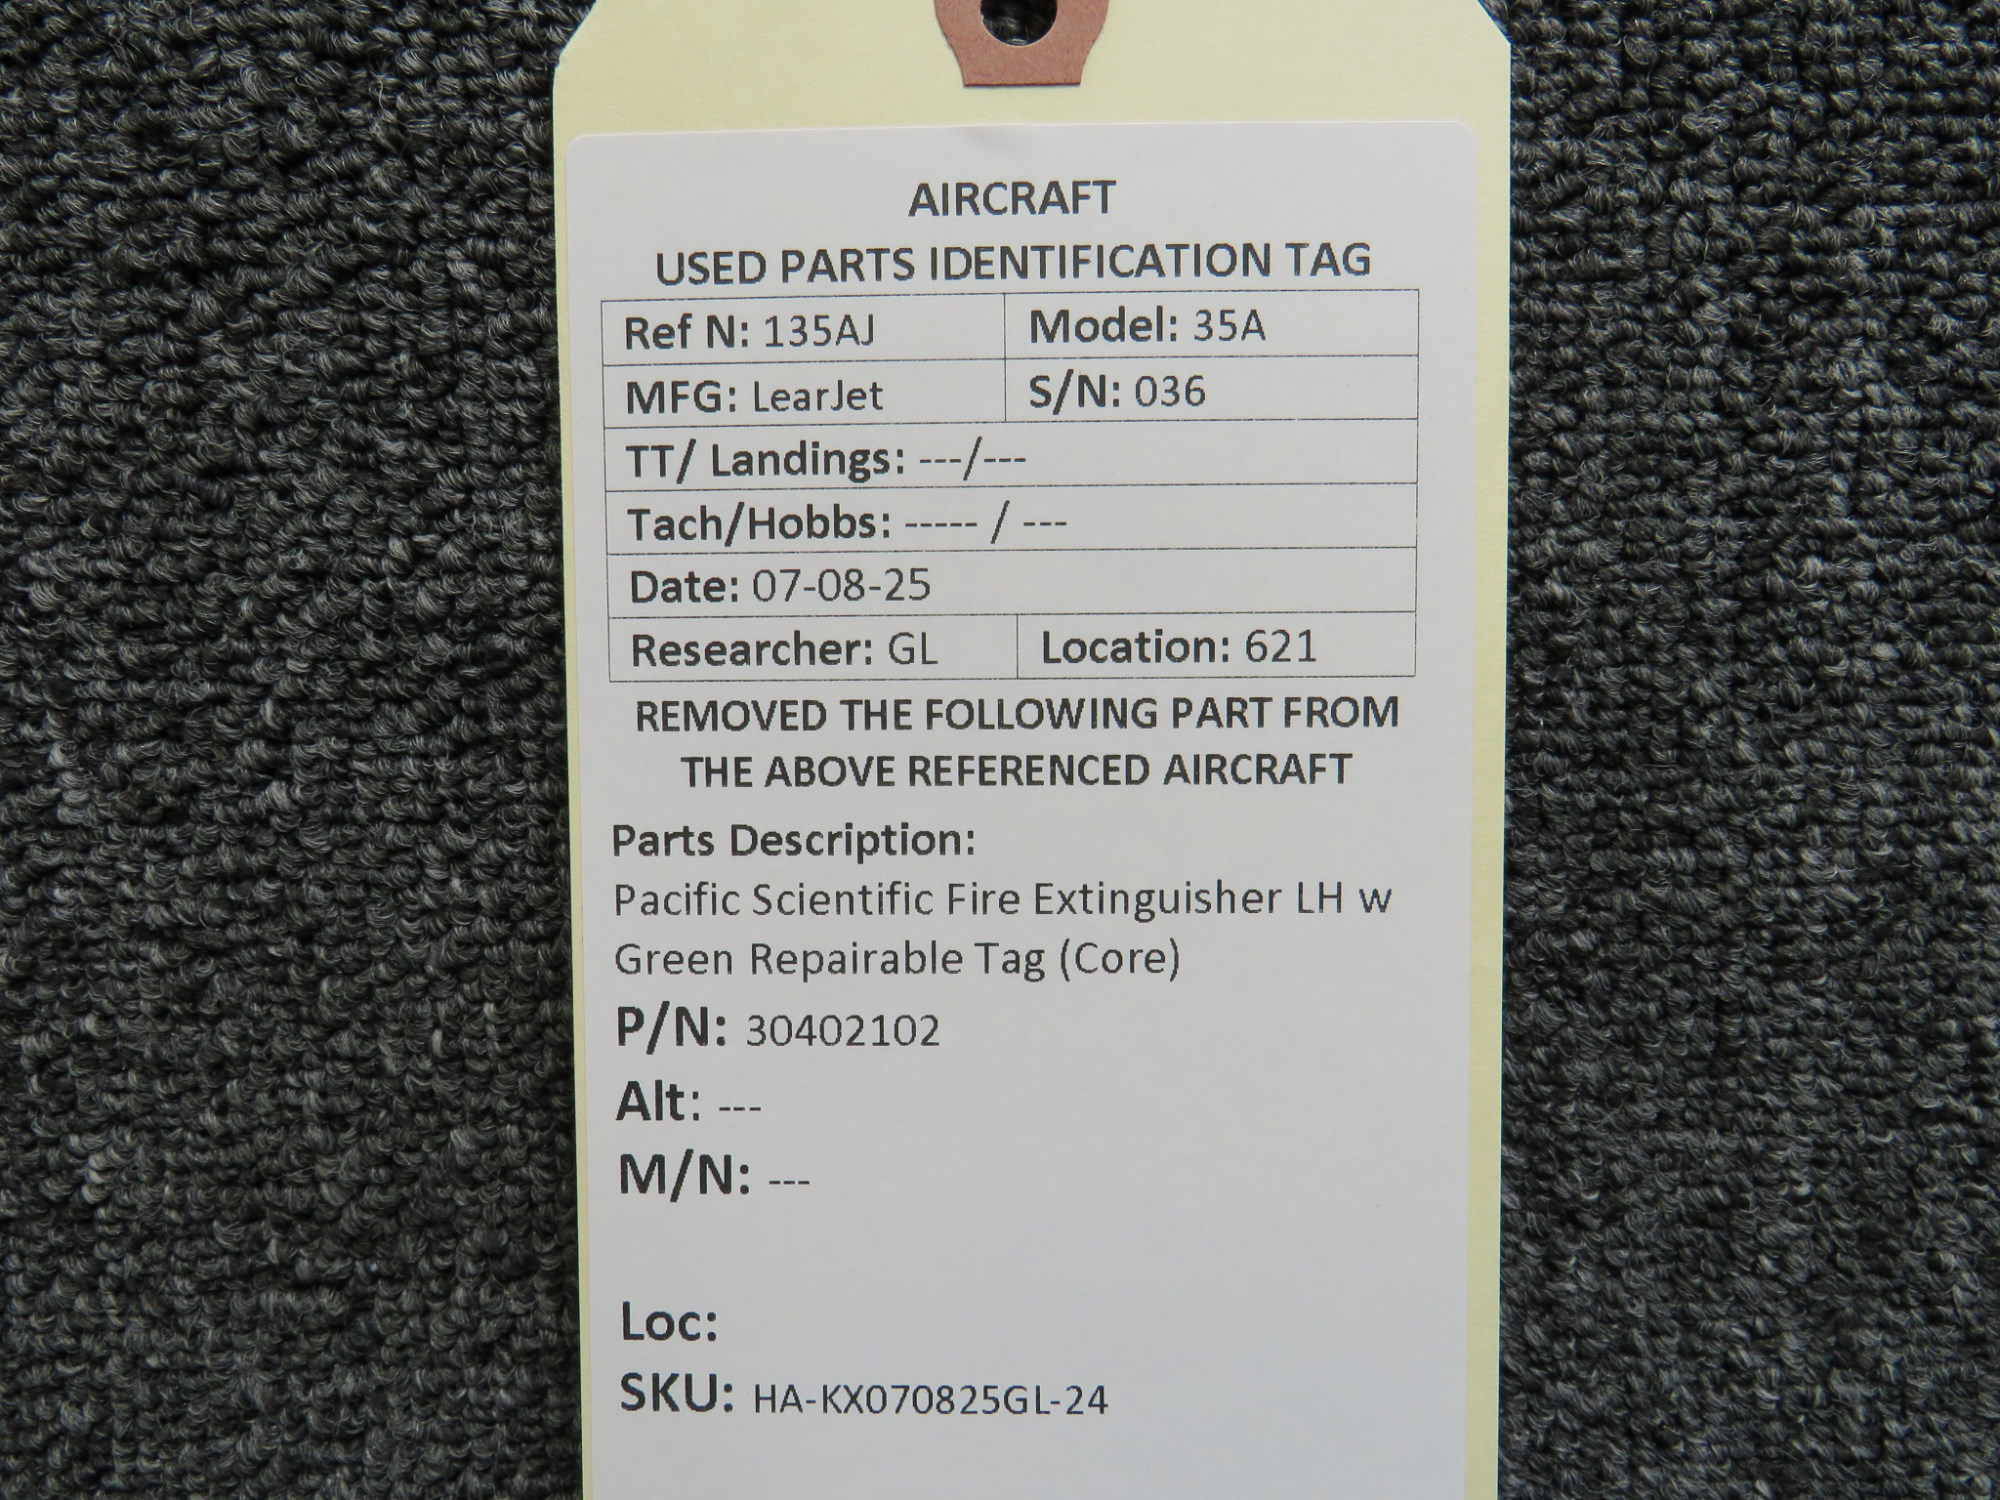 AIRCRAFT
USED PARTS IDENTIFICATION TAG
Ref N: 135AJ Model: 35A
MFG: LearJet S/N: 036
TT/ Landings: ---/---
Tach/Hobbs: ----- / ---
Date: 07-08-25
Researcher: GL Location: 621
REMOVED THE FOLLOWING PART FROM
THE ABOVE REFERENCED AIRCRAFT
Parts Description:
Pacific Scientific Fire Extinguisher LH w
Green Repairable Tag (Core)
P/N: 30402102
Alt: ---
M/N: ---
Loc:
SKU: HA-KX070825GL-24